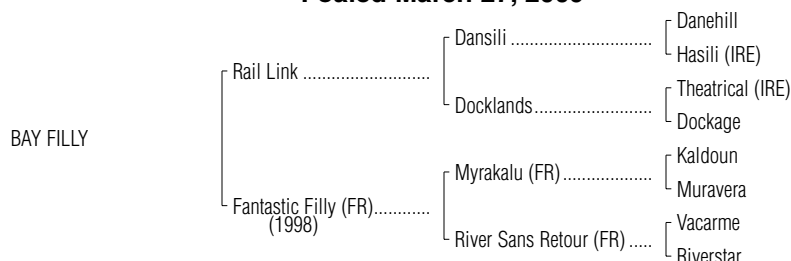 Foaled March 27, 2009
Danehill
Dansili ..............................
Hasili (IRE)
Rail Link ...........................
Theatrical (IRE)
Docklands.........................
Dockage
BAY FILLY
Kaldoun
Myrakalu (FR)...................
Muravera
Fantastic Filly (FR)............
(1998)
Vacarme
River Sans Retour (FR) .....
Riverstar